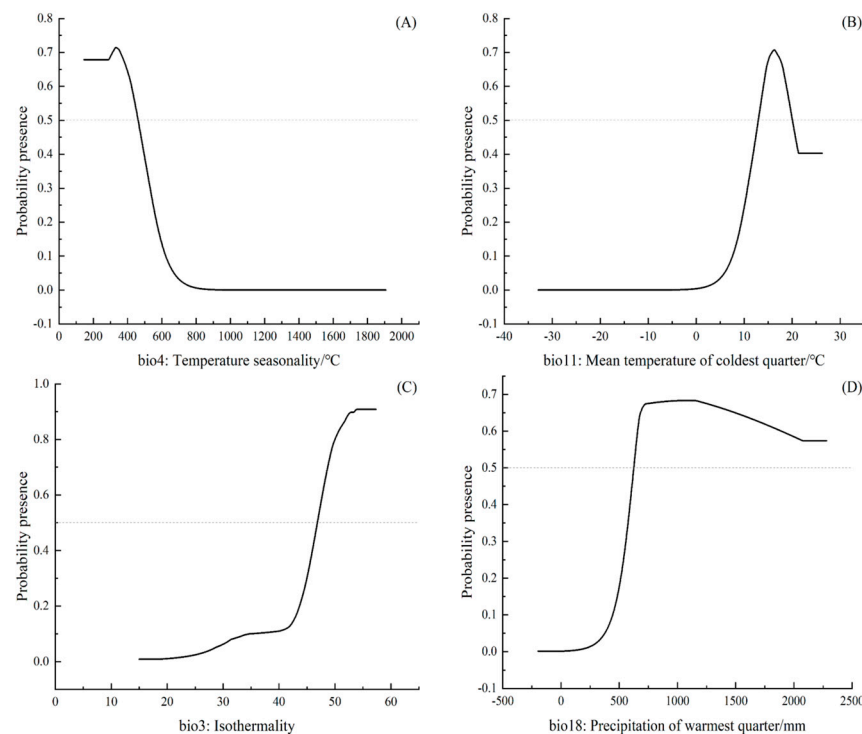 (A)
0.8
0.7
0.6
0.5
0.4
0.3
0.2
0.1
0.0
-0.1
Probability presence
0 200 400 600 800 1000 1200 1400 1600 1800 2000
bio4: Temperature seasonality/℃
(B)
0.8
0.7
0.6
0.5
0.4
0.3
0.2
0.1
0.0
-0.1
Probability presence
-40 -30 -20 -10 0 10 20 30
bio11: Mean temperature of coldest quarter/℃
(C)
1.0
0.8
0.6
0.4
0.2
0.0
Probability presence
0 10 20 30 40 50 60
bio3: Isothermality
(D)
0.7
0.6
0.5
0.4
0.3
0.2
0.1
0.0
-0.1
Probability presence
-500 0 500 1000 1500 2000 2500
bio18: Precipitation of warmest quarter/mm